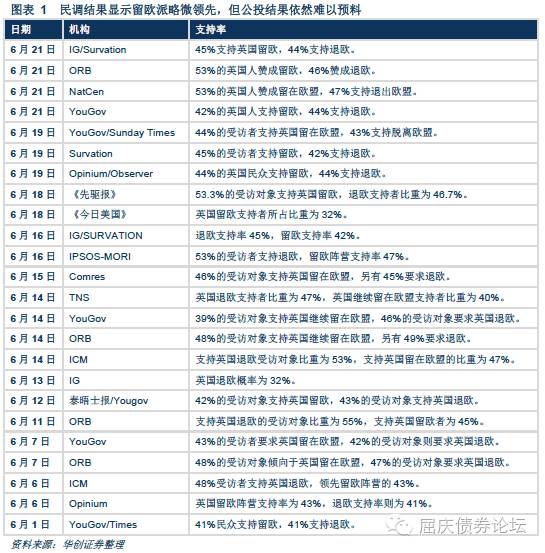 图表 1 民调结果显示留欧派略微领先，但公投结果依然难以预料
日期 机构 支持率
6 月 21 日 IG/Survation 45%支持英国留欧，44%支持退欧。
6 月 21 日 ORB 53%的英国人赞成留欧，46%赞成退欧。
6 月 21 日 NatCen 53%的英国人赞成留在欧盟，47%支持退出欧盟。
6 月 21 日 YouGov 42%的英国人支持留欧，44%支持退欧。
6 月 19 日 YouGov/Sunday Times 44%的受访者支持英国留在欧盟，43%支持脱离欧盟。
6 月 19 日 Survation 45%的受访者支持留欧，42%支持退欧。
6 月 19 日 Opinium/Observer 44%的英国民众支持留欧，44%支持退欧。
6 月 18 日 《先驱报》 53.3%的受访对象支持英国留欧，退欧支持者比重为 46.7%。
6 月 18 日 《今日美国》 英国留欧支持者所占比重为 32%。
6 月 16 日 IG/SURVATION 退欧支持率 45%，留欧支持率 42%。
6 月 16 日 IPSOS-MORI 53%的受访者支持退欧，留欧阵营支持率 47%。
6 月 15 日 Comres 46%的受访对象支持英国留在欧盟，另有 45%要求退欧。
6 月 14 日 TNS 英国退欧支持者比重为 47%，英国继续留在欧盟支持者比重为 40%。
6 月 14 日 YouGov 39%的受访对象支持英国继续留在欧盟，46%的受访对象要求英国退欧。
6 月 14 日 ORB 48%的受访对象支持英国继续留在欧盟，另有 49%要求退欧。
6 月 14 日 ICM 支持英国退欧受访对象比重为 53%，支持英国留在欧盟的比重为 47%。
6 月 13 日 IG 英国退欧概率为 32%。
6 月 12 日 泰晤士报/Yougov 42%的受访对象支持英国留欧，43%的受访对象支持英国退欧。
6 月 11 日 ORB 支持英国退欧的受访对象比重为 55%，支持英国留欧者为 45%。
6 月 7 日 YouGov 43%的受访者要求英国留在欧盟，42%的受访对象则要求英国退欧。
6 月 7 日 ORB 48%的受访对象倾向于英国留在欧盟，47%的受访对象要求英国退欧。
6 月 6 日 ICM 48%受访者支持英国退欧，领先留欧阵营的 43%。
6 月 6 日 Opinium 英国留欧阵营支持率为 43%，退欧支持率则为 41%。
6 月 1 日 YouGov/Times 41%民众支持留欧，41%支持退欧。
资料来源：华创证券整理
屈庆债券论坛